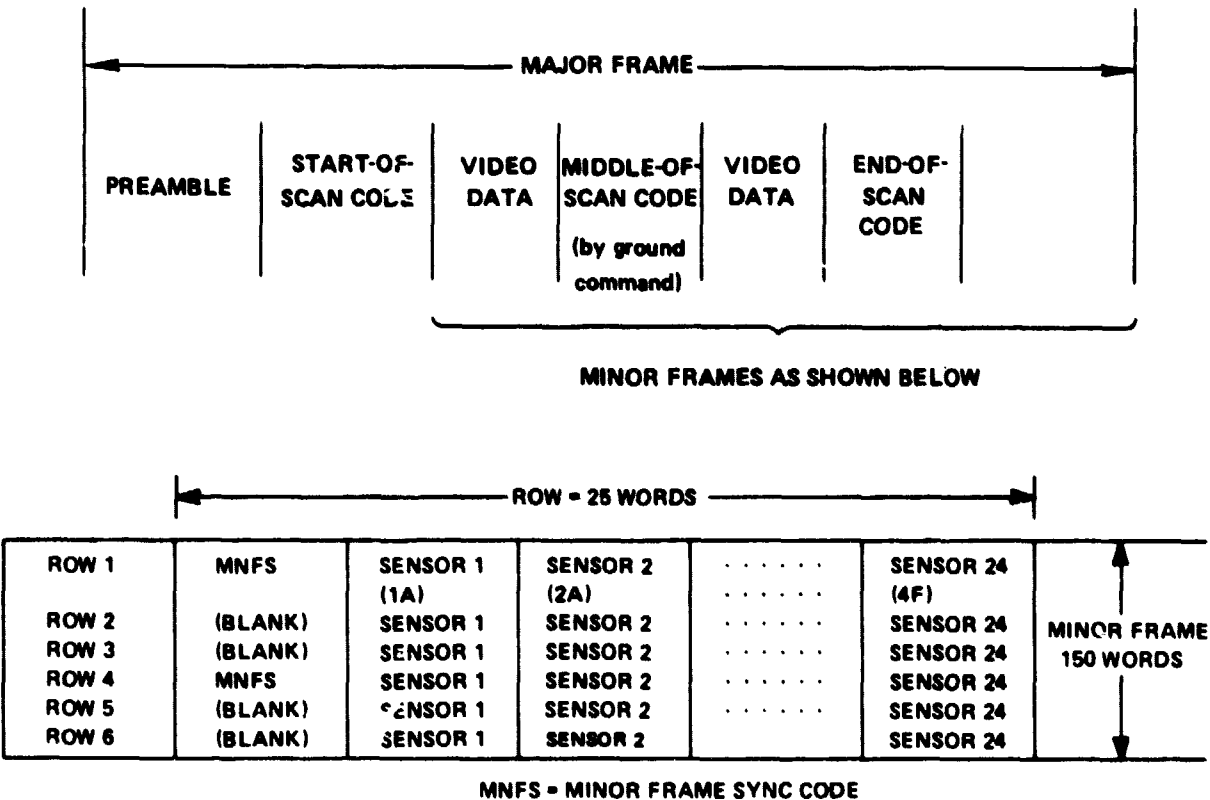 MAJOR FRAME
PREAMBLE
START-OF-
SCAN CODE
VIDEO
DATA
MIDDLE-OF-
SCAN CODE
(by ground
command)
VIDEO
DATA
END-OF-
SCAN
CODE
MINOR FRAMES AS SHOWN BELOW
ROW = 25 WORDS
ROW 1 MNFS SENSOR 1 SENSOR 2 . . . . . . SENSOR 24
(1A) (2A) . . . . . . (4F)
ROW 2 (BLANK) SENSOR 1 SENSOR 2 . . . . . . SENSOR 24
ROW 3 (BLANK) SENSOR 1 SENSOR 2 . . . . . . SENSOR 24
ROW 4 MNFS SENSOR 1 SENSOR 2 . . . . . . SENSOR 24
ROW 5 (BLANK) SENSOR 1 SENSOR 2 . . . . . . SENSOR 24
ROW 6 (BLANK) SENSOR 1 SENSOR 2 SENSOR 24
MINOR FRAME
150 WORDS
MNFS = MINOR FRAME SYNC CODE